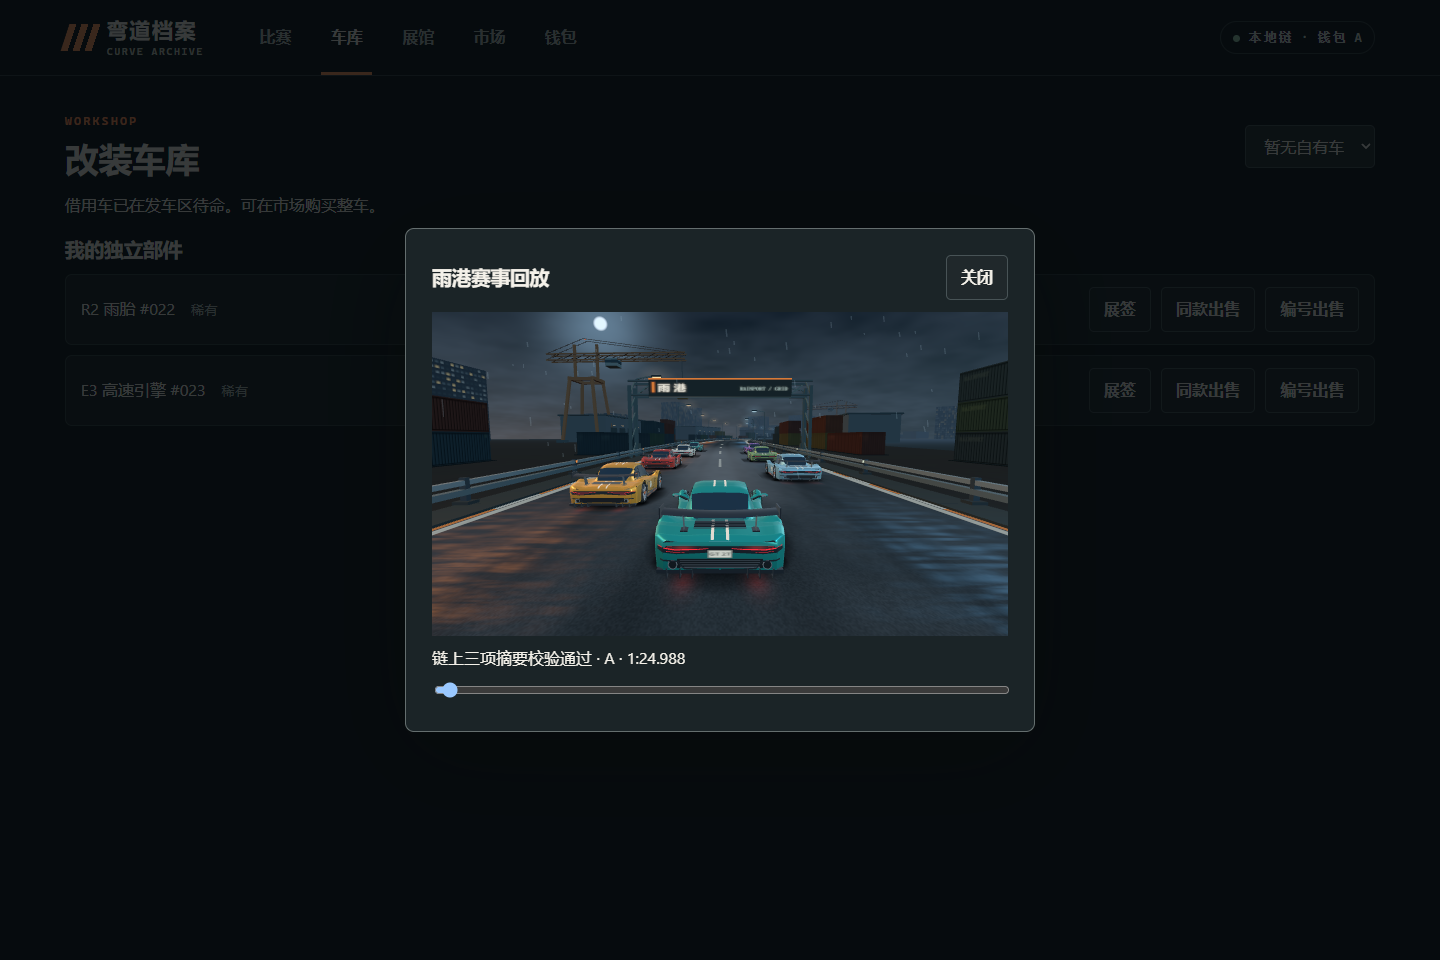 弯道档案
CURVE ARCHIVE
比赛
车库
展馆
市场
钱包
本地链 · 钱包 A
WORKSHOP
改装车库
暂无自有车
借用车已在发车区待命。可在市场购买整车。
我的独立部件
R2 雨胎 #022 稀有
展签
同款出售
编号出售
E3 高速引擎 #023 稀有
展签
同款出售
编号出售
雨港赛事回放
关闭
雨港
链上三项摘要校验通过 · A · 1:24.988